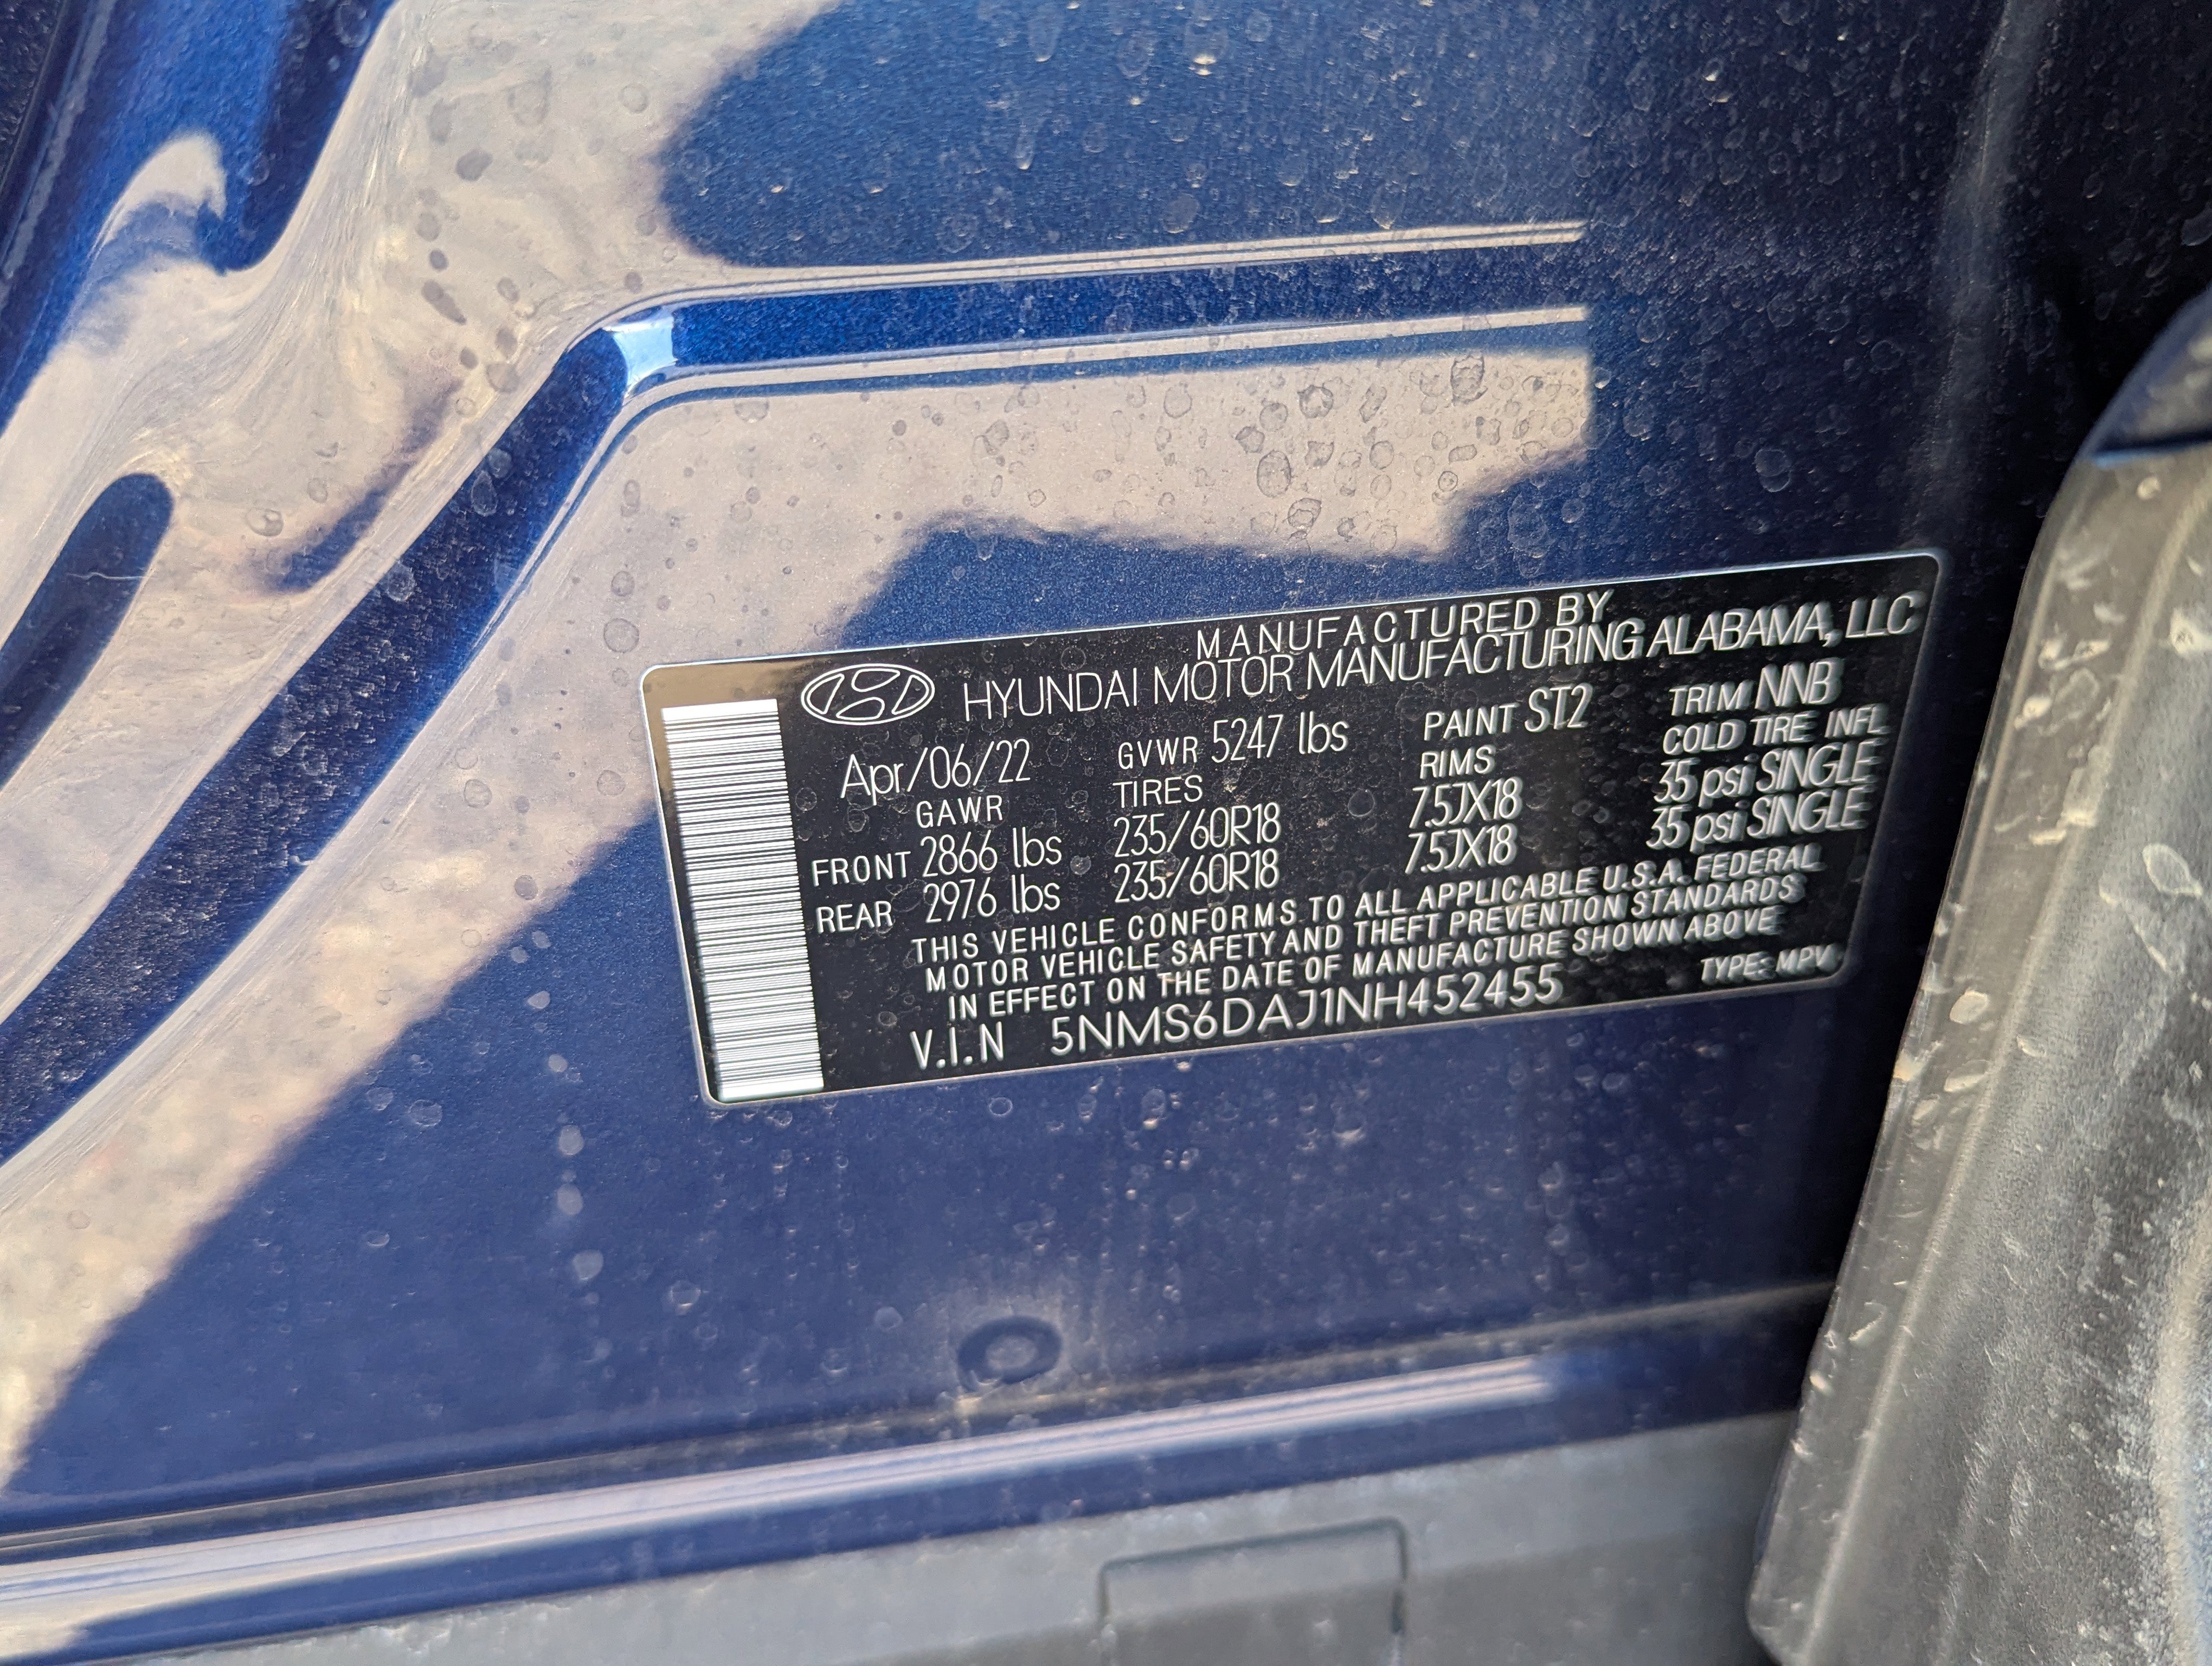 MANUFACTURED BY
HYUNDAI MOTOR MANUFACTURING ALABAMA, LLC
Apr/06/22 GVWR 5247 lbs PAINT ST2 TRIM NNB
GAWR TIRES RIMS COLD TIRE INFL
FRONT 2866 lbs 235/60R18 7.5JX18 35 psi SINGLE
REAR 2976 lbs 235/60R18 7.5JX18 35 psi SINGLE
THIS VEHICLE CONFORMS TO ALL APPLICABLE U.S.A. FEDERAL
MOTOR VEHICLE SAFETY AND THEFT PREVENTION STANDARDS
IN EFFECT ON THE DATE OF MANUFACTURE SHOWN ABOVE
V.I.N 5NMS6DAJ1NH452455 TYPE: MPV